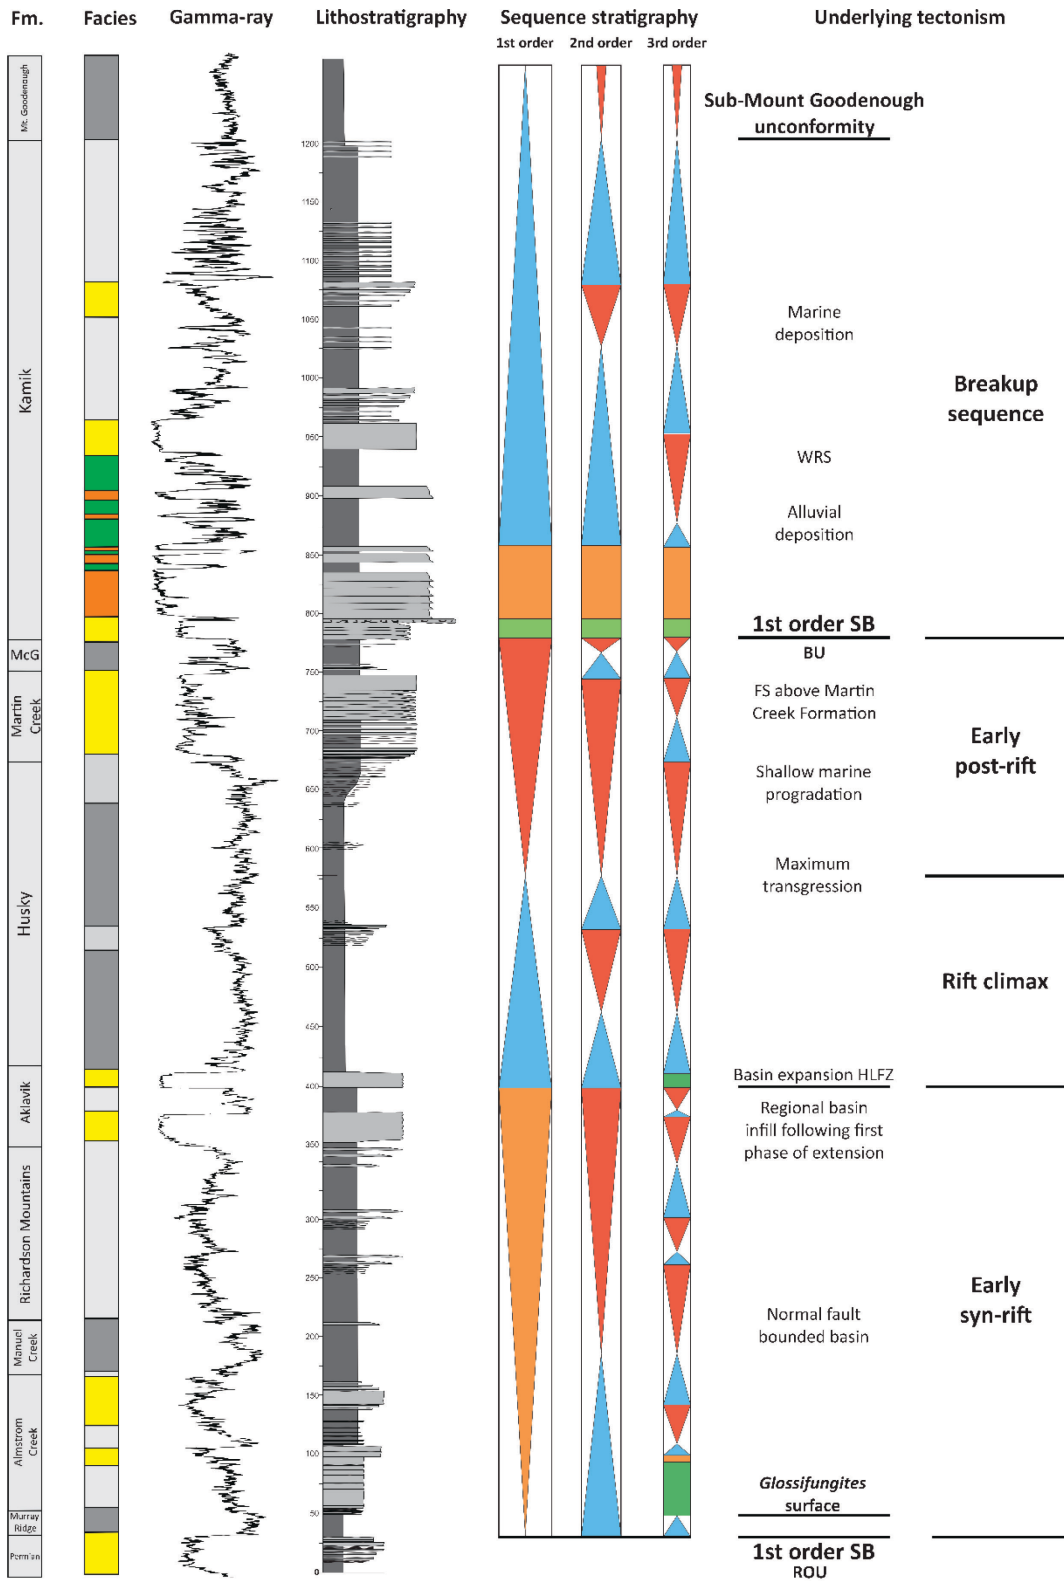 Fm.
Facies
Gamma-ray
Lithostratigraphy
Sequence stratigraphy
Underlying tectonism
1st order
2nd order
3rd order
Mt. Goodenough
Kamik
McG
Martin
Creek
Husky
Aklavik
Richardson Mountains
Manuel
Creek
Almstrom
Creek
Murray
Ridge
Permian
1200
1150
1100
1050
1000
950
900
850
800
750
700
650
600
550
500
450
400
350
300
250
200
150
100
50
0
Sub-Mount Goodenough
unconformity
Marine
deposition
WRS
Alluvial
deposition
1st order SB
BU
FS above Martin
Creek Formation
Shallow marine
progradation
Maximum
transgression
Basin expansion HLFZ
Regional basin
infill following first
phase of extension
Normal fault
bounded basin
Glossifungites
surface
1st order SB
ROU
Breakup
sequence
Early
post-rift
Rift climax
Early
syn-rift